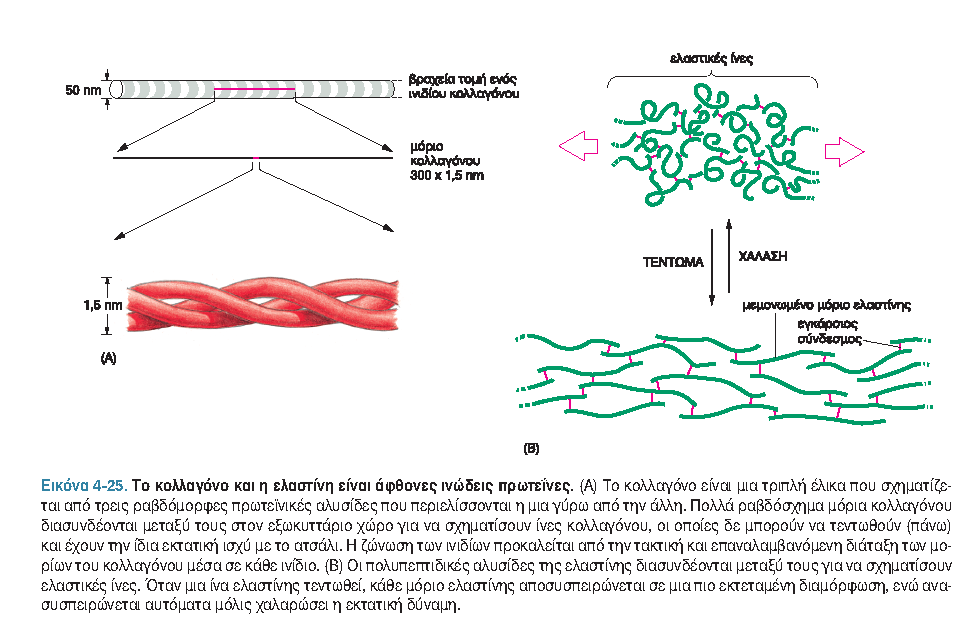 50 nm
βραχεία τομή ενός
ινιδίου κολλαγόνου
μόριο
κολλαγόνου
300 x 1,5 nm
1,5 nm
(A)
ελαστικές ίνες
ΤΕΝΤΩΜΑ
ΧΑΛΑΣΗ
μεμονωμένο μόριο ελαστίνης
εγκάρσιος
σύνδεσμος
(B)
Εικόνα 4-25. Το κολλαγόνο και η ελαστίνη είναι άφθονες ινώδεις πρωτεΐνες. (Α) Το κολλαγόνο είναι μια τριπλή έλικα που σχηματίζε-
ται από τρεις ραβδόμορφες πρωτεϊνικές αλυσίδες που περιελίσσονται η μια γύρω από την άλλη. Πολλά ραβδόσχημα μόρια κολλαγόνου
διασυνδέονται μεταξύ τους στον εξωκυττάριο χώρο για να σχηματίσουν ίνες κολλαγόνου, οι οποίες δε μπορούν να τεντωθούν (πάνω)
και έχουν την ίδια εκτατική ισχύ με το ατσάλι. Η ζώνωση των ινιδίων προκαλείται από την τακτική και επαναλαμβανόμενη διάταξη των μο-
ρίων του κολλαγόνου μέσα σε κάθε ινίδιο. (Β) Οι πολυπεπτιδικές αλυσίδες της ελαστίνης διασυνδέονται μεταξύ τους για να σχηματίσουν
ελαστικές ίνες. Όταν μια ίνα ελαστίνης τεντωθεί, κάθε μόριο ελαστίνης αποσυσπειρώνεται σε μια πιο εκτεταμένη διαμόρφωση, ενώ ανα-
συσπειρώνεται αυτόματα μόλις χαλαρώσει η εκτατική δύναμη.